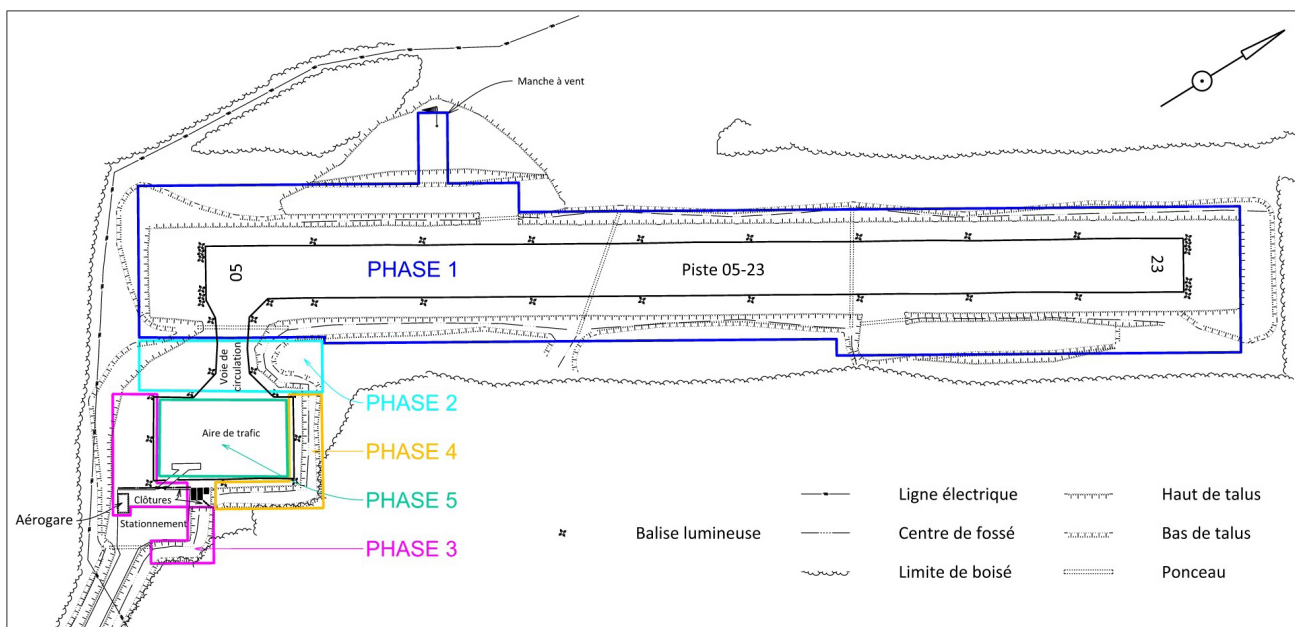 Manche à vent
05
PHASE 1
Piste 05-23
23
Voie de
circulation
PHASE 2
Aire de trafic
PHASE 4
PHASE 5
Clôtures
Aérogare
Stationnement
PHASE 3
Ligne électrique
Haut de talus
Balise lumineuse
Centre de fossé
Bas de talus
Limite de boisé
Ponceau